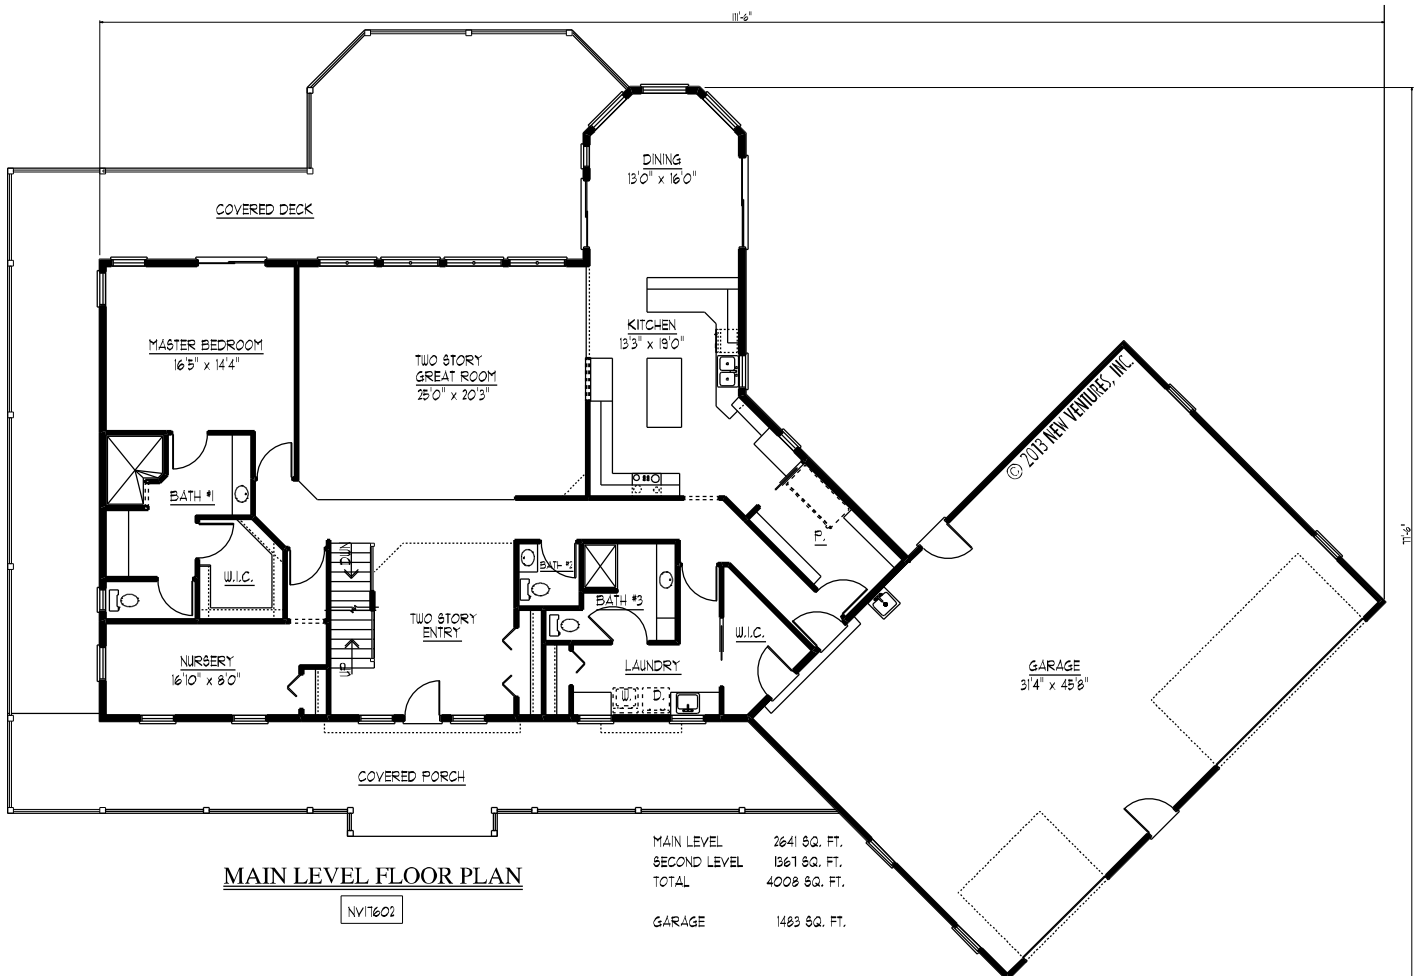 111'-6"
DINING
13'0" x 16'0"
COVERED DECK
KITCHEN
13'3" x 19'0"
MASTER BEDROOM
16'5" x 14'4"
TWO STORY
GREAT ROOM
25'0" x 20'3"
© 2013 NEW VENTURES, INC.
BATH #1
P.
77'-6"
DN
BATH #2
W.I.C.
BATH #3
TWO STORY
ENTRY
W.I.C.
UP
NURSERY
16'10" x 8'0"
LAUNDRY
W.
D.
GARAGE
31'4" x 45'8"
COVERED PORCH
MAIN LEVEL 2641 SQ. FT.
SECOND LEVEL 1367 SQ. FT.
TOTAL 4008 SQ. FT.
GARAGE 1483 SQ. FT.
MAIN LEVEL FLOOR PLAN
NV17602